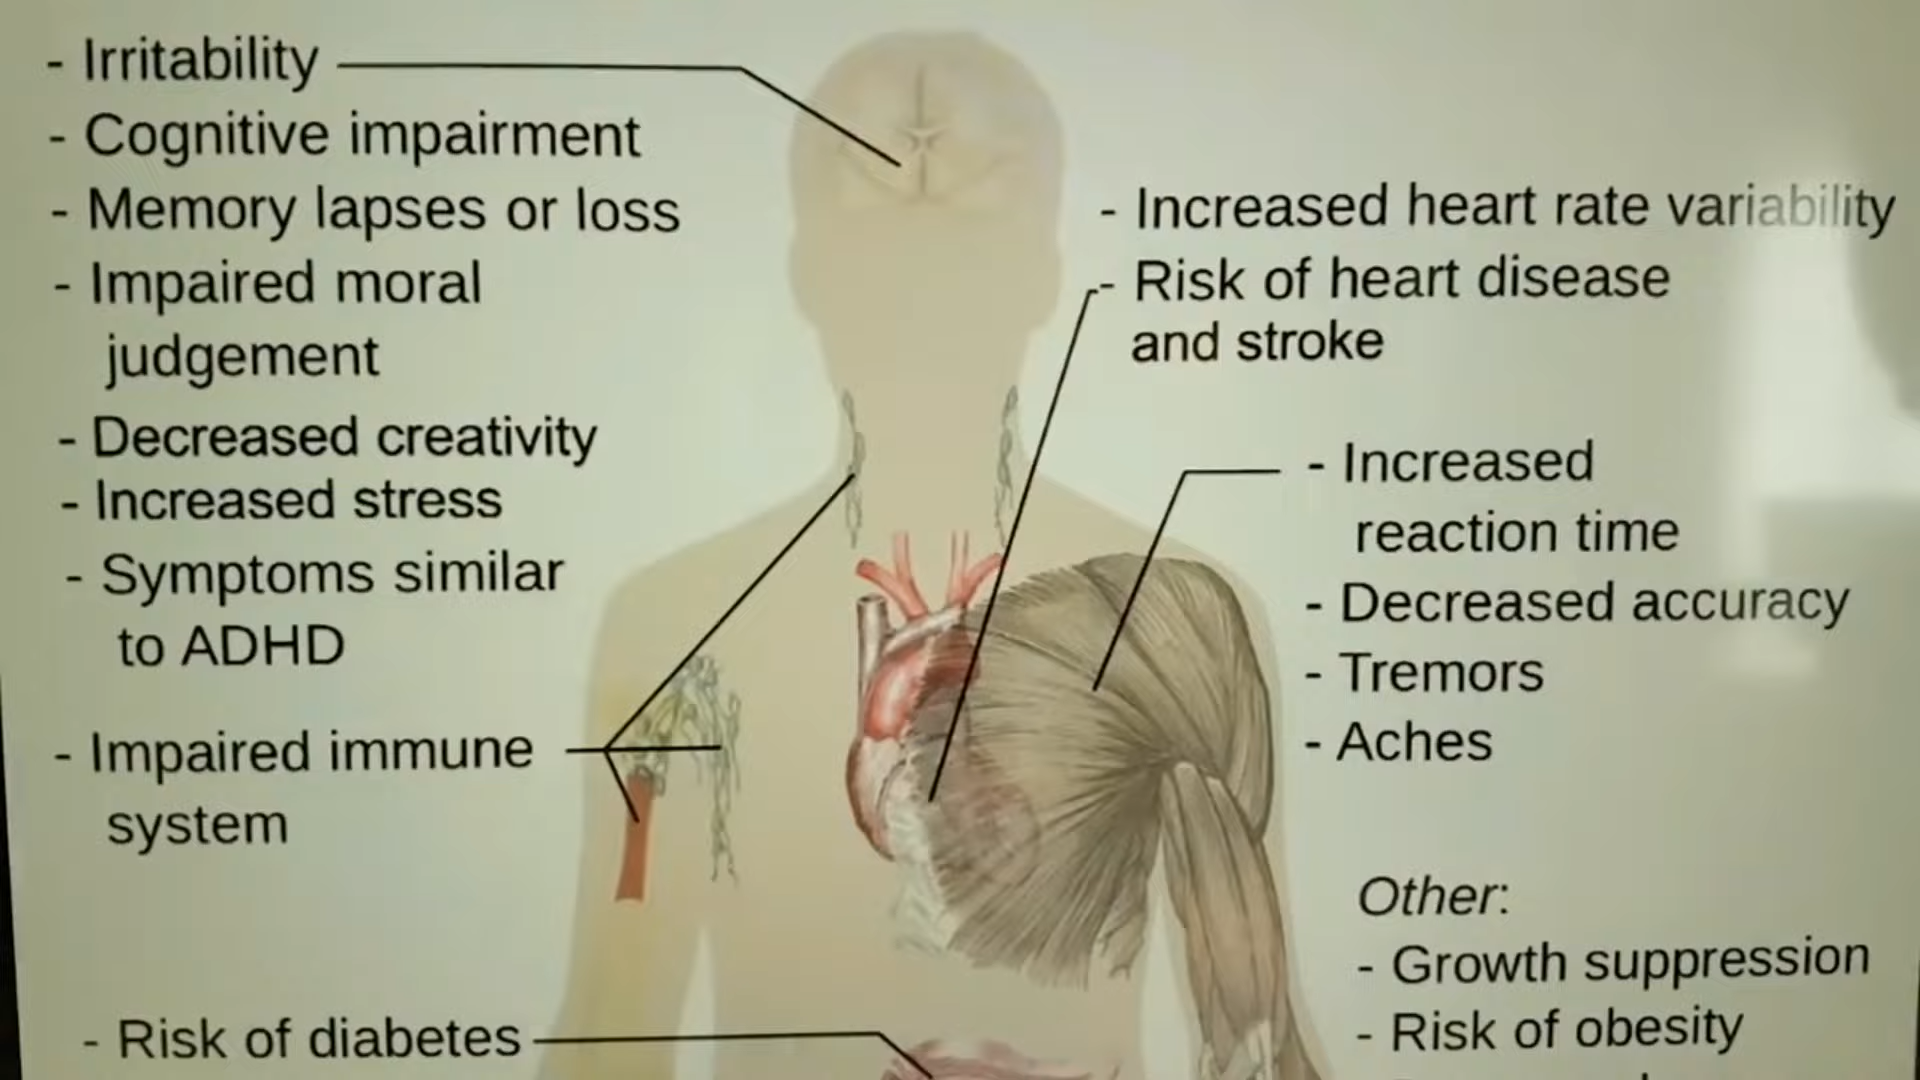 - Irritability
- Cognitive impairment
- Memory lapses or loss
- Impaired moral
judgement
- Decreased creativity
- Increased stress
- Symptoms similar
to ADHD
- Impaired immune
system
- Risk of diabetes
- Increased heart rate variability
- Risk of heart disease
and stroke
- Increased
reaction time
- Decreased accuracy
- Tremors
- Aches
Other:
- Growth suppression
- Risk of obesity